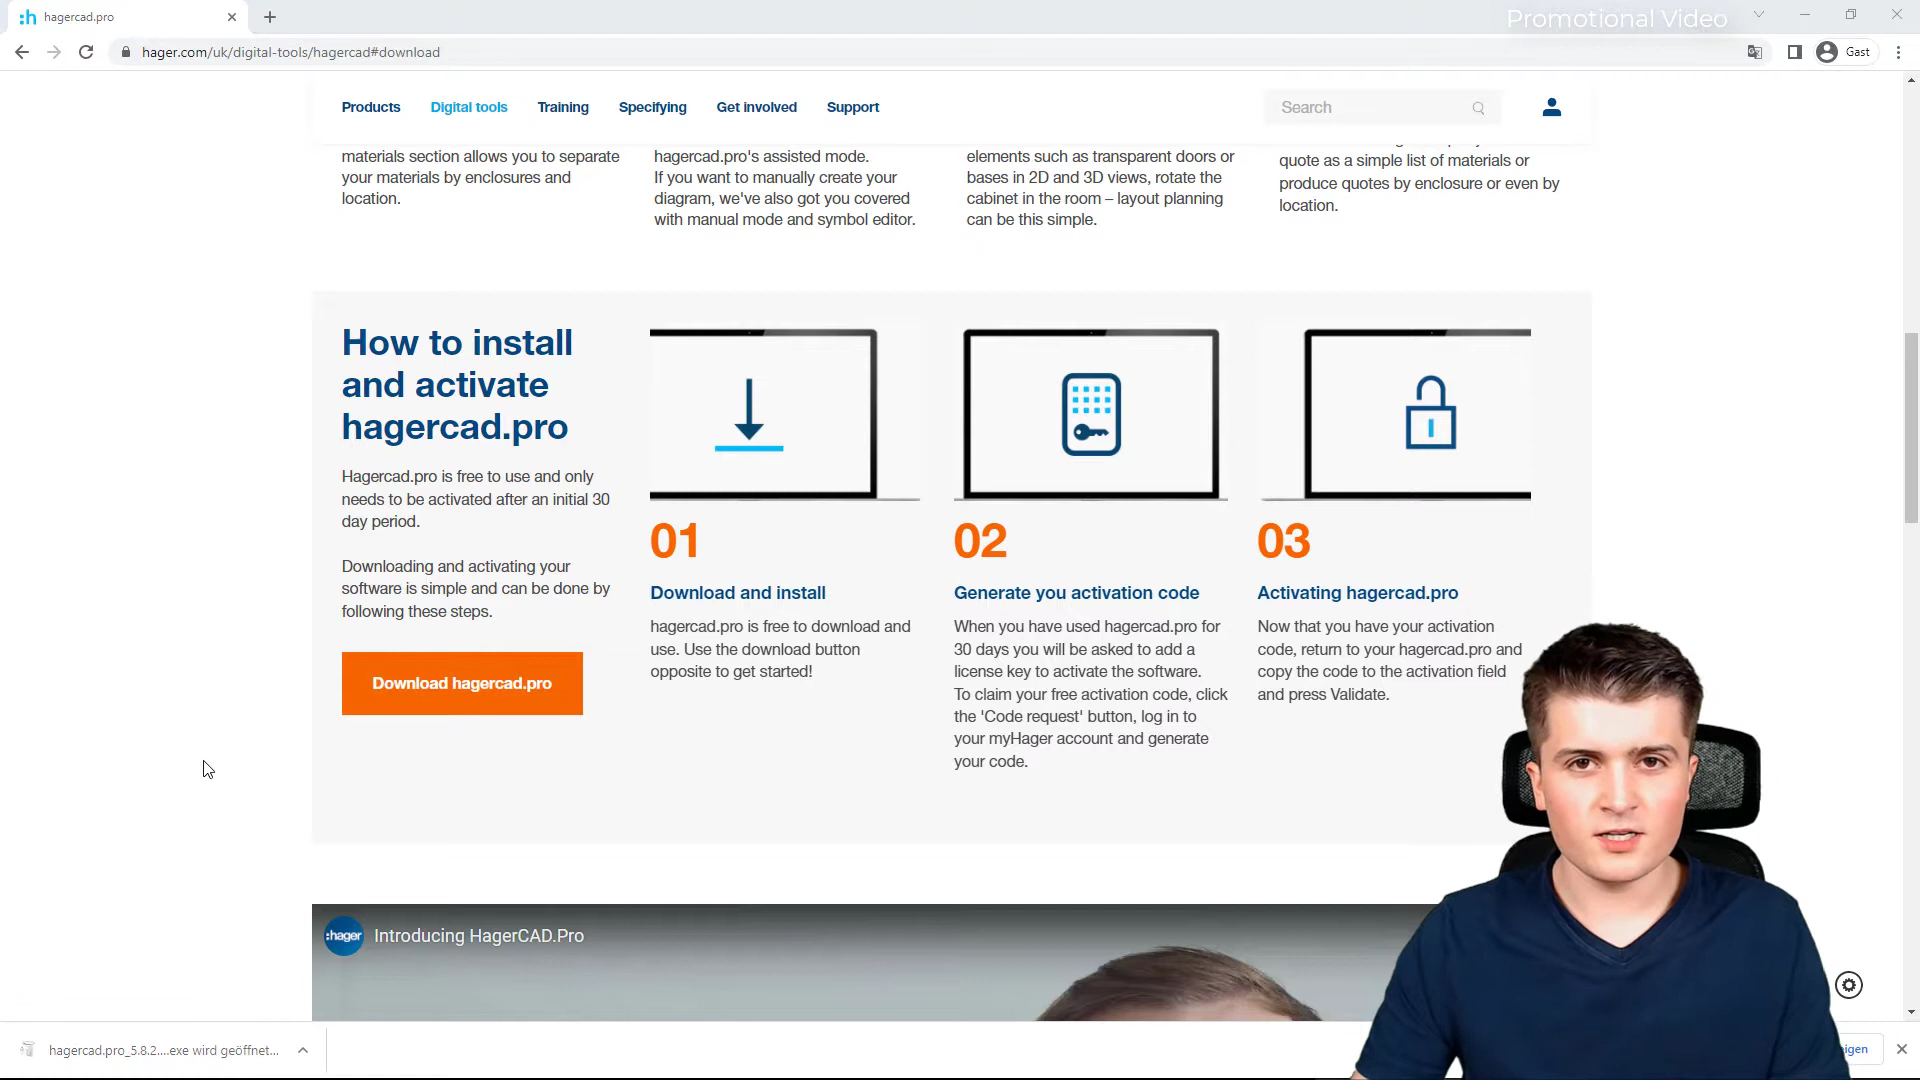 hagercad.pro
Promotional Video
hager.com/uk/digital-tools/hagercad#download
Gast
Products
Digital tools
Training
Specifying
Get involved
Support
Search
materials section allows you to separate
your materials by enclosures and
location.
hagercad.pro's assisted mode.
If you want to manually create your
diagram, we've also got you covered
with manual mode and symbol editor.
elements such as transparent doors or
bases in 2D and 3D views, rotate the
cabinet in the room – layout planning
can be this simple.
quote as a simple list of materials or
produce quotes by enclosure or even by
location.
How to install
and activate
hagercad.pro
Hagercad.pro is free to use and only
needs to be activated after an initial 30
day period.
Downloading and activating your
software is simple and can be done by
following these steps.
Download hagercad.pro
01
Download and install
hagercad.pro is free to download and
use. Use the download button
opposite to get started!
02
Generate you activation code
When you have used hagercad.pro for
30 days you will be asked to add a
license key to activate the software.
To claim your free activation code, click
the 'Code request' button, log in to
your myHager account and generate
your code.
03
Activating hagercad.pro
Now that you have your activation
code, return to your hagercad.pro and
copy the code to the activation field
and press Validate.
:hager
Introducing HagerCAD.Pro
hagercad.pro_5.8.2....exe wird geöffnet...
eigen